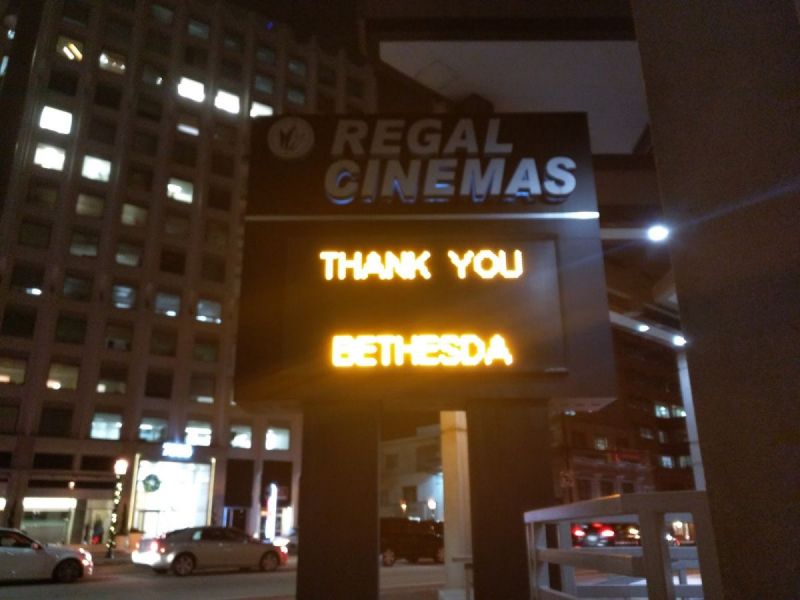 REGAL
CINEMAS
THANK YOU
BETHESDA